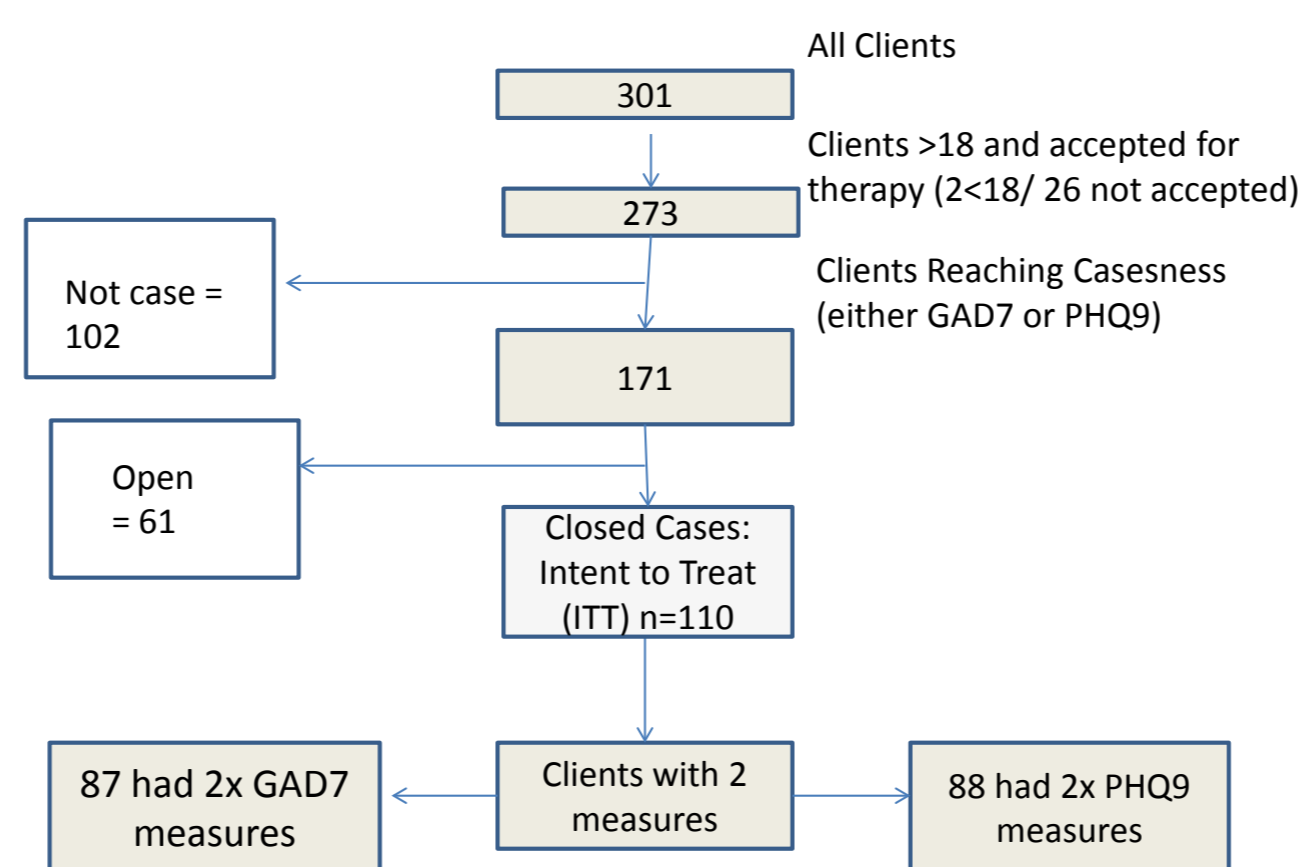 All Clients
301
Clients >18 and accepted for
therapy (2<18/ 26 not accepted)
273
Clients Reaching Casesness
(either GAD7 or PHQ9)
Not case =
102
171
Open
= 61
Closed Cases:
Intent to Treat
(ITT) n=110
87 had 2x GAD7
measures
Clients with 2
measures
88 had 2x PHQ9
measures